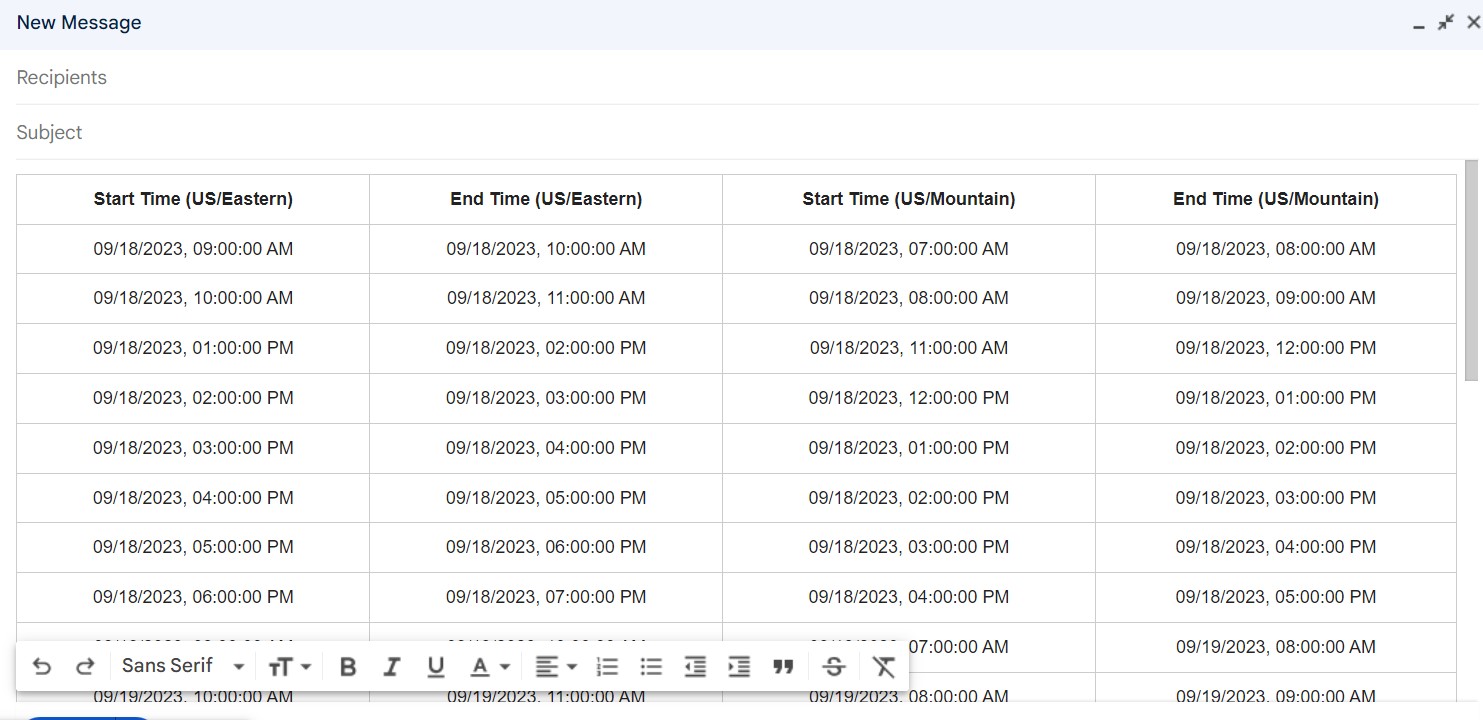 New Message
Recipients
Subject
Start Time (US/Eastern) End Time (US/Eastern) Start Time (US/Mountain) End Time (US/Mountain)
09/18/2023, 09:00:00 AM 09/18/2023, 10:00:00 AM 09/18/2023, 07:00:00 AM 09/18/2023, 08:00:00 AM
09/18/2023, 10:00:00 AM 09/18/2023, 11:00:00 AM 09/18/2023, 08:00:00 AM 09/18/2023, 09:00:00 AM
09/18/2023, 01:00:00 PM 09/18/2023, 02:00:00 PM 09/18/2023, 11:00:00 AM 09/18/2023, 12:00:00 PM
09/18/2023, 02:00:00 PM 09/18/2023, 03:00:00 PM 09/18/2023, 12:00:00 PM 09/18/2023, 01:00:00 PM
09/18/2023, 03:00:00 PM 09/18/2023, 04:00:00 PM 09/18/2023, 01:00:00 PM 09/18/2023, 02:00:00 PM
09/18/2023, 04:00:00 PM 09/18/2023, 05:00:00 PM 09/18/2023, 02:00:00 PM 09/18/2023, 03:00:00 PM
09/18/2023, 05:00:00 PM 09/18/2023, 06:00:00 PM 09/18/2023, 03:00:00 PM 09/18/2023, 04:00:00 PM
09/18/2023, 06:00:00 PM 09/18/2023, 07:00:00 PM 09/18/2023, 04:00:00 PM 09/18/2023, 05:00:00 PM
07:00:00 AM 09/19/2023, 08:00:00 AM
Sans Serif
09/19/2023, 10:00:00 AM 09/19/2023, 11:00:00 AM 09/19/2023, 08:00:00 AM 09/19/2023, 09:00:00 AM